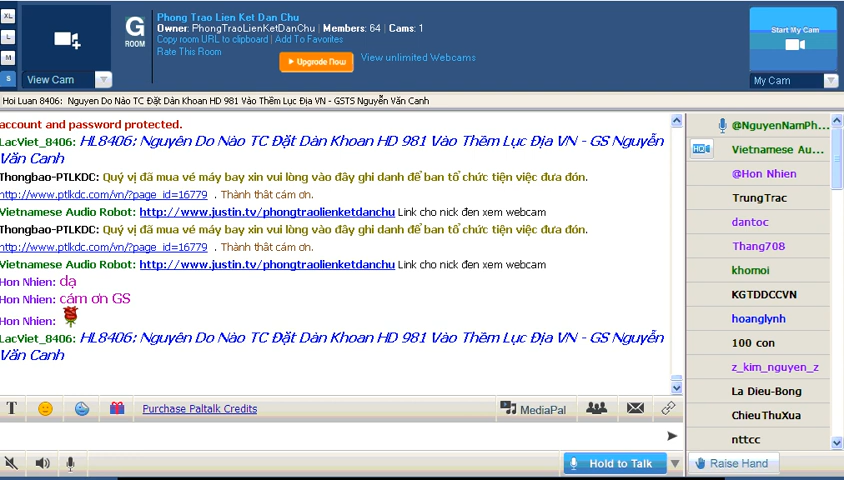 XL
L
M
S
View Cam
G
ROOM
Phong Trao Lien Ket Dan Chu
Owner: PhongTraoLienKetDanChu | Members: 64 | Cams: 1
Copy room URL to clipboard | Add To Favorites
Rate This Room
Upgrade Now
View unlimited Webcams
Start My Cam
My Cam
Hoi Luan 8406: Nguyen Do Nào TC Đặt Dàn Khoan HD 981 Vào Thềm Lục Địa VN - GSTS Nguyễn Văn Canh
account and password protected.
LacViet_8406: HL8406: Nguyên Do Nào TC Đặt Dàn Khoan HD 981 Vào Thềm Lục Địa VN - GS Nguyễn
Văn Canh
Thongbao-PTLKDC: Quý vị đã mua vé máy bay xin vui lòng vào đây ghi danh để ban tổ chức tiện việc đưa đón.
http://www.ptlkdc.com/vn/?page_id=16779 . Thành thật cám ơn.
Vietnamese Audio Robot: http://www.justin.tv/phongtraolienketdanchu Link cho nick đen xem webcam
Thongbao-PTLKDC: Quý vị đã mua vé máy bay xin vui lòng vào đây ghi danh để ban tổ chức tiện việc đưa đón.
http://www.ptlkdc.com/vn/?page_id=16779 . Thành thật cám ơn.
Vietnamese Audio Robot: http://www.justin.tv/phongtraolienketdanchu Link cho nick đen xem webcam
Hon Nhien: dạ
Hon Nhien: cám ơn GS
Hon Nhien:
LacViet_8406: HL8406: Nguyên Do Nào TC Đặt Dàn Khoan HD 981 Vào Thềm Lục Địa VN - GS Nguyễn
Văn Canh
@NguyenNamPh...
HQ
Vietnamese Au...
@Hon Nhien
TrungTrac
dantoc
Thang708
khomoi
KGTDDCCVN
hoanglynh
100 con
z_kim_nguyen_z
La Dieu-Bong
ChieuThuXua
nttcc
T
Purchase Paltalk Credits
MediaPal
Hold to Talk
Raise Hand